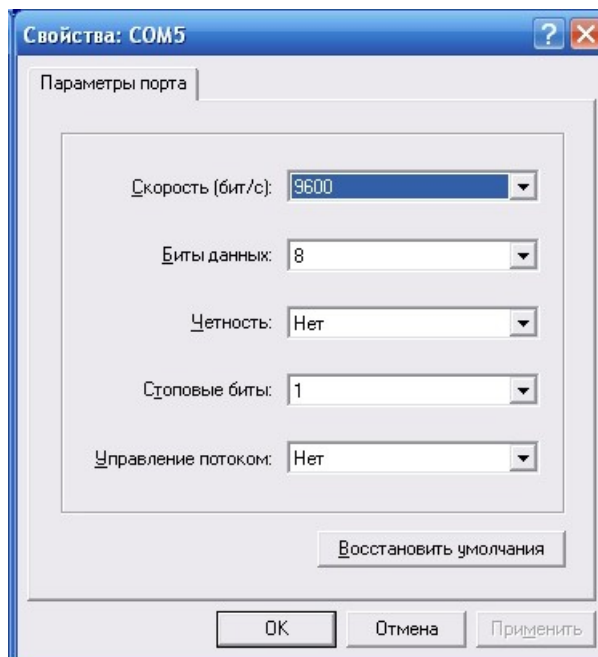 Свойства: COM5
?
Параметры порта
Скорость (бит/с): 9600
Биты данных: 8
Четность: Нет
Стоповые биты: 1
Управление потоком: Нет
Восстановить умолчания
OK Отмена Применить